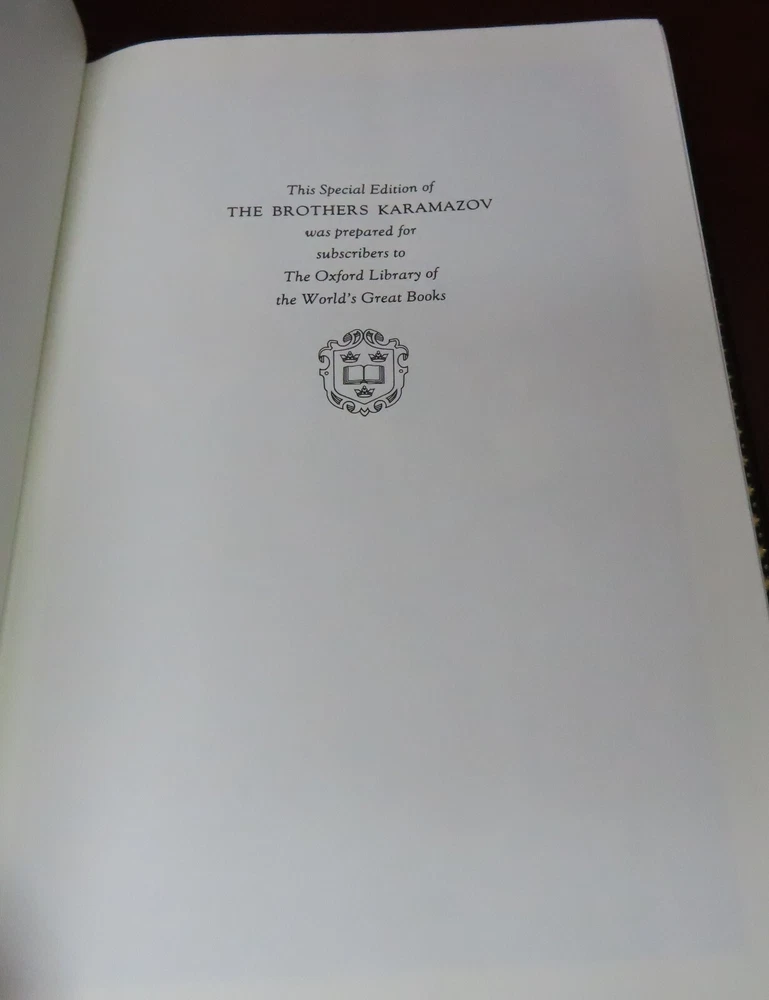 This Special Edition of
THE BROTHERS KARAMAZOV
was prepared for
subscribers to
The Oxford Library of
the World's Great Books